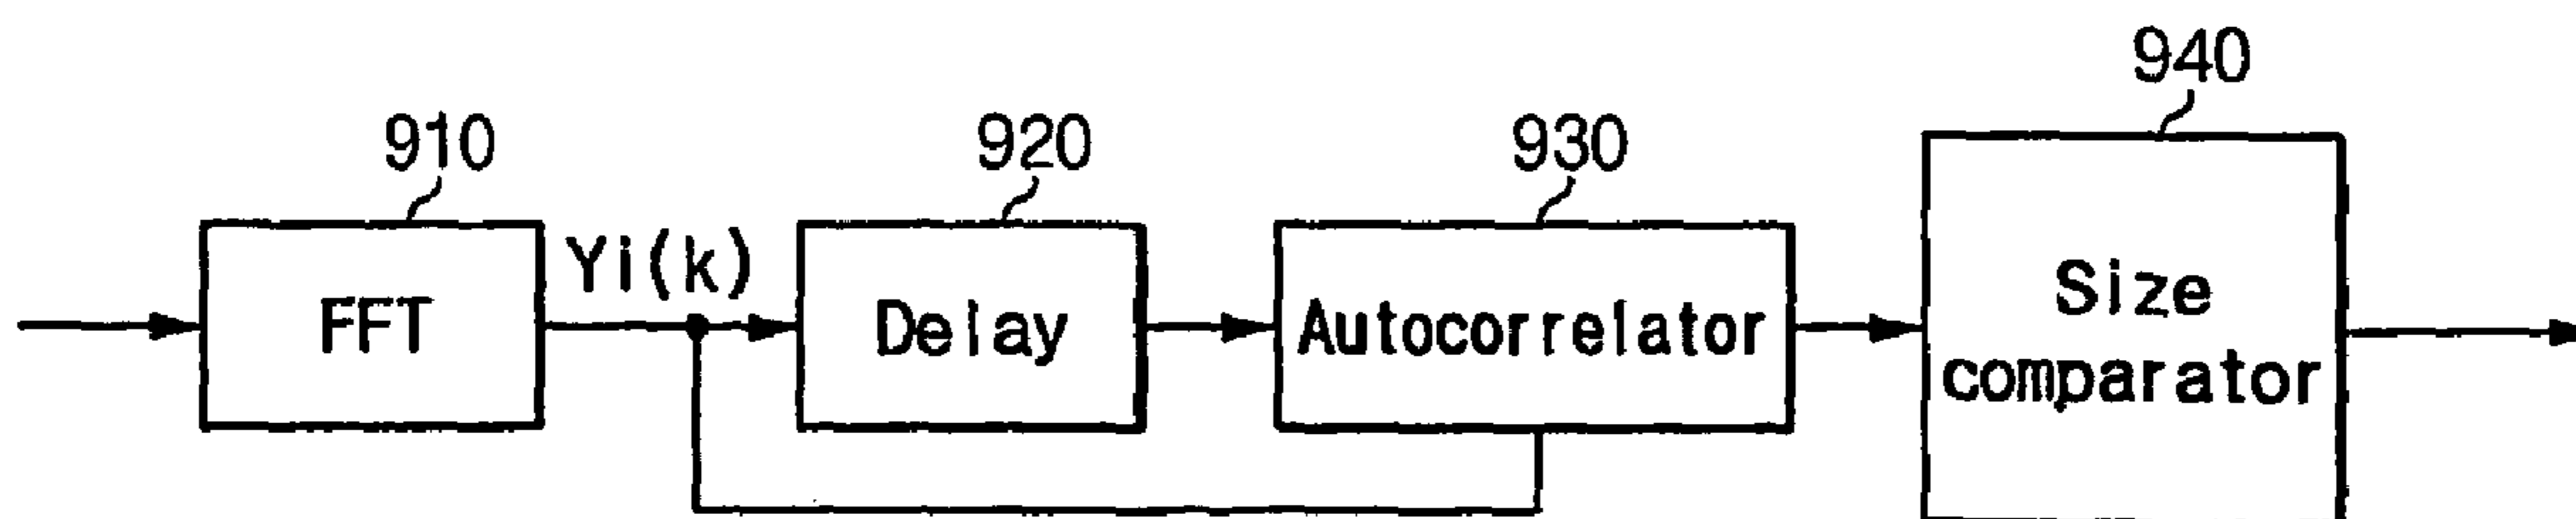 940
910
920
930
Yi(k)
FFT
Delay
Autocorrelator
Size
comparator